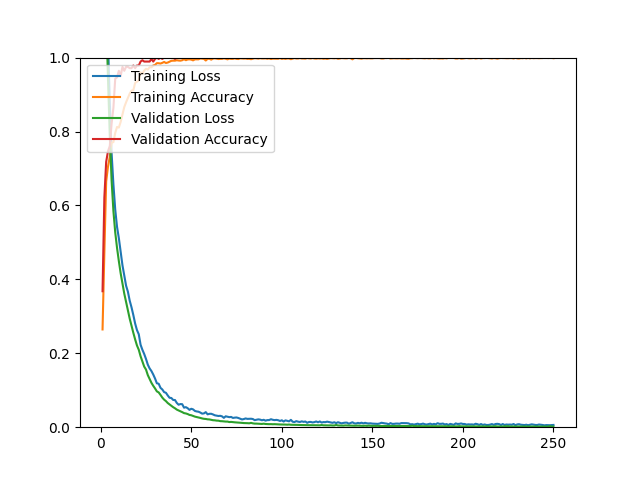 1.0
Training Loss
Training Accuracy
Validation Loss
Validation Accuracy
0.8
0.6
0.4
0.2
0.0
0 50 100 150 200 250